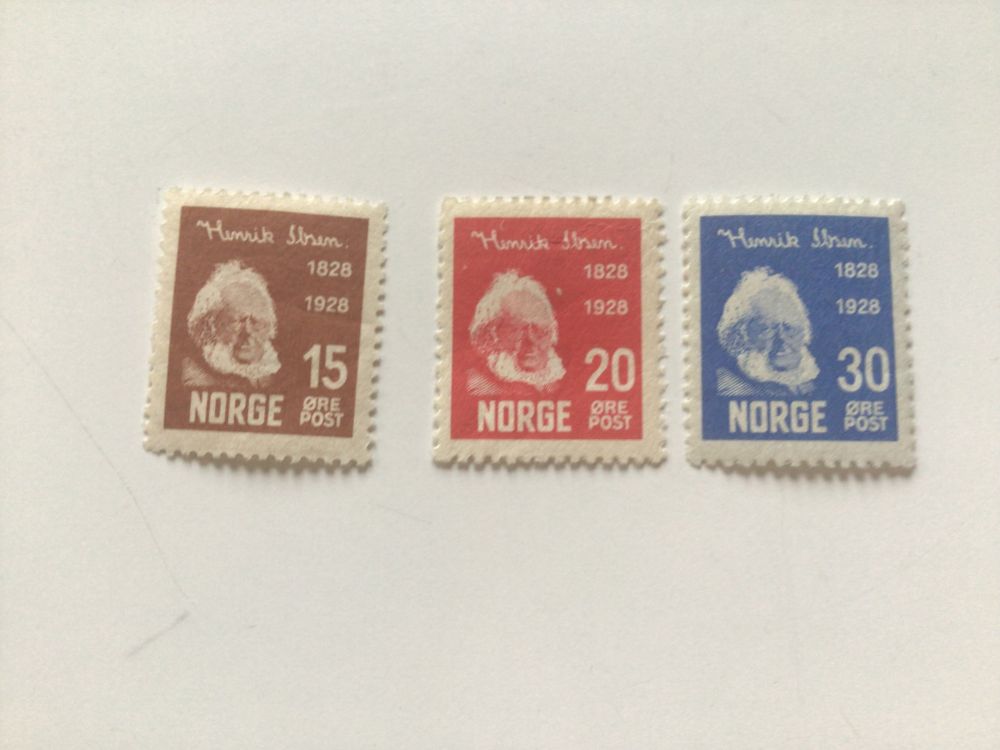 Henrik Ibsen.
1828
1928
15
NORGE ØRE
POST
Henrik Ibsen.
1828
1928
20
NORGE ØRE
POST
Henrik Ibsen.
1828
1928
30
NORGE ØRE
POST